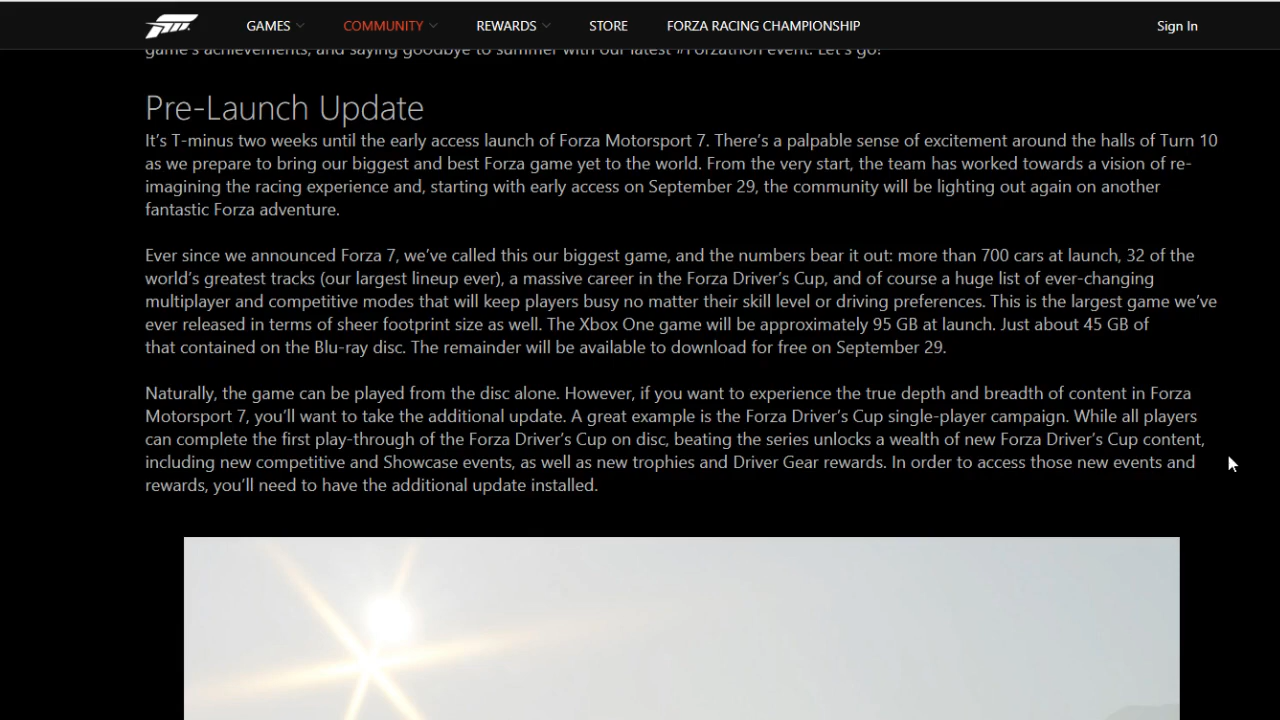 GAMES COMMUNITY REWARDS STORE FORZA RACING CHAMPIONSHIP Sign In
game's achievements, and saying goodbye to summer with our latest #Forzathon event. Let's go!
Pre-Launch Update
It's T-minus two weeks until the early access launch of Forza Motorsport 7. There's a palpable sense of excitement around the halls of Turn 10
as we prepare to bring our biggest and best Forza game yet to the world. From the very start, the team has worked towards a vision of re-
imagining the racing experience and, starting with early access on September 29, the community will be lighting out again on another
fantastic Forza adventure.
Ever since we announced Forza 7, we've called this our biggest game, and the numbers bear it out: more than 700 cars at launch, 32 of the
world's greatest tracks (our largest lineup ever), a massive career in the Forza Driver's Cup, and of course a huge list of ever-changing
multiplayer and competitive modes that will keep players busy no matter their skill level or driving preferences. This is the largest game we've
ever released in terms of sheer footprint size as well. The Xbox One game will be approximately 95 GB at launch. Just about 45 GB of
that contained on the Blu-ray disc. The remainder will be available to download for free on September 29.
Naturally, the game can be played from the disc alone. However, if you want to experience the true depth and breadth of content in Forza
Motorsport 7, you'll want to take the additional update. A great example is the Forza Driver's Cup single-player campaign. While all players
can complete the first play-through of the Forza Driver's Cup on disc, beating the series unlocks a wealth of new Forza Driver's Cup content,
including new competitive and Showcase events, as well as new trophies and Driver Gear rewards. In order to access those new events and
rewards, you'll need to have the additional update installed.